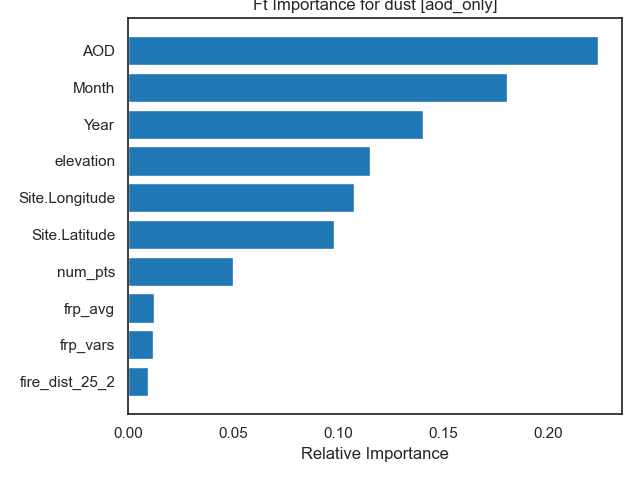 Ft Importance for dust [aod_only]
AOD
Month
Year
elevation
Site.Longitude
Site.Latitude
num_pts
frp_avg
frp_vars
fire_dist_25_2
0.00 0.05 0.10 0.15 0.20
Relative Importance